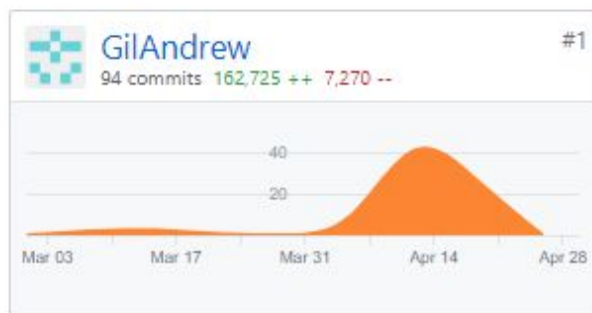 GilAndrew
#1
94 commits 162,725 ++ 7,270 --
40
20
Mar 03 Mar 17 Mar 31 Apr 14 Apr 28